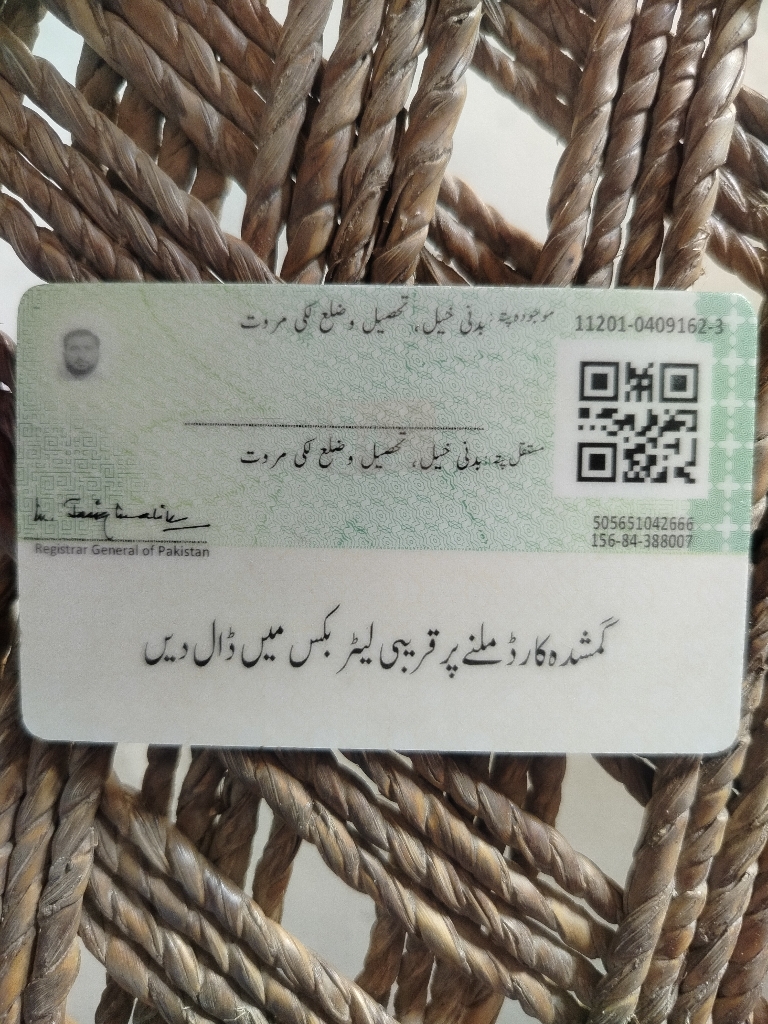 موجودہ پتہ: بدنی خیل، تحصیل و ضلع لکی مروت
11201-0409162-3
مستقل پتہ: بدنی خیل، تحصیل و ضلع لکی مروت
505651042666
156-84-388007
Registrar General of Pakistan
گمشدہ کارڈ ملنے پر قریبی لیٹر بکس میں ڈال دیں